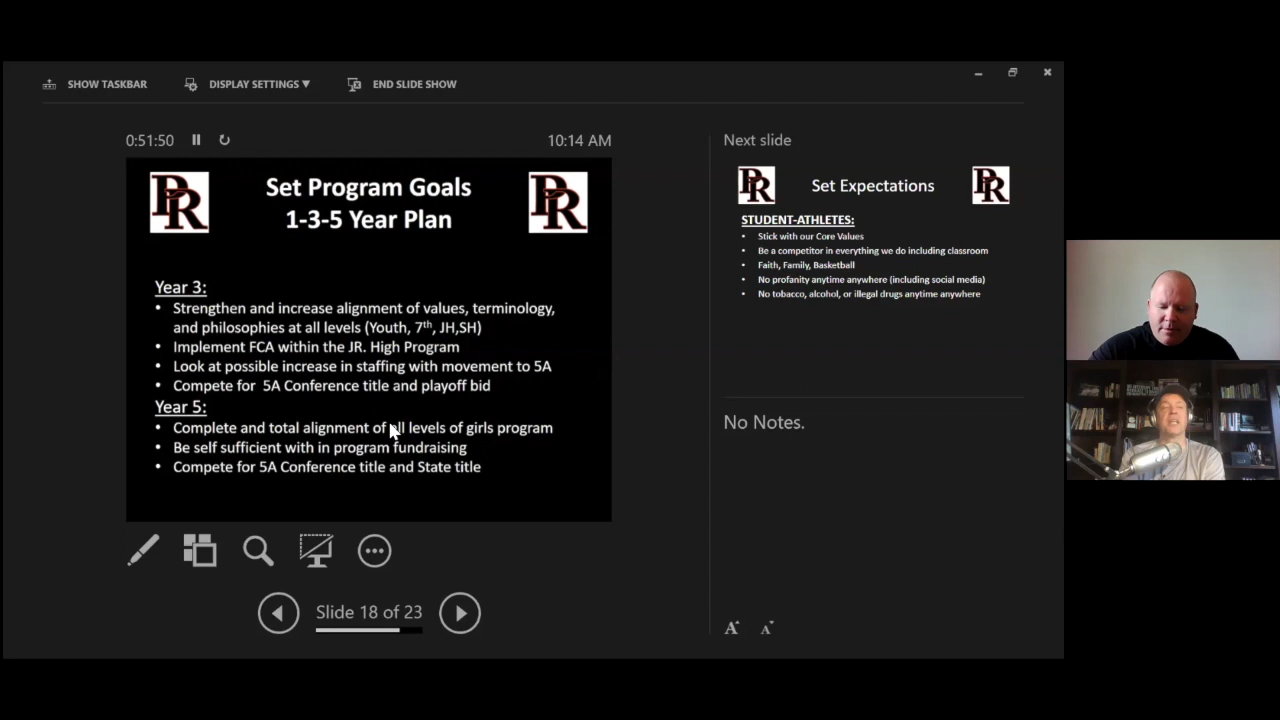 SHOW TASKBAR
DISPLAY SETTINGS ▼
END SLIDE SHOW
0:51:50
10:14 AM
PR
Set Program Goals
1-3-5 Year Plan
PR
Year 3:
• Strengthen and increase alignment of values, terminology,
and philosophies at all levels (Youth, 7th, JH,SH)
• Implement FCA within the JR. High Program
• Look at possible increase in staffing with movement to 5A
• Compete for 5A Conference title and playoff bid
Year 5:
• Complete and total alignment of all levels of girls program
• Be self sufficient with in program fundraising
• Compete for 5A Conference title and State title
Slide 18 of 23
Next slide
PR
Set Expectations
PR
STUDENT-ATHLETES:
• Stick with our Core Values
• Be a competitor in everything we do including classroom
• Faith, Family, Basketball
• No profanity anytime anywhere (including social media)
• No tobacco, alcohol, or illegal drugs anytime anywhere
No Notes.
A A